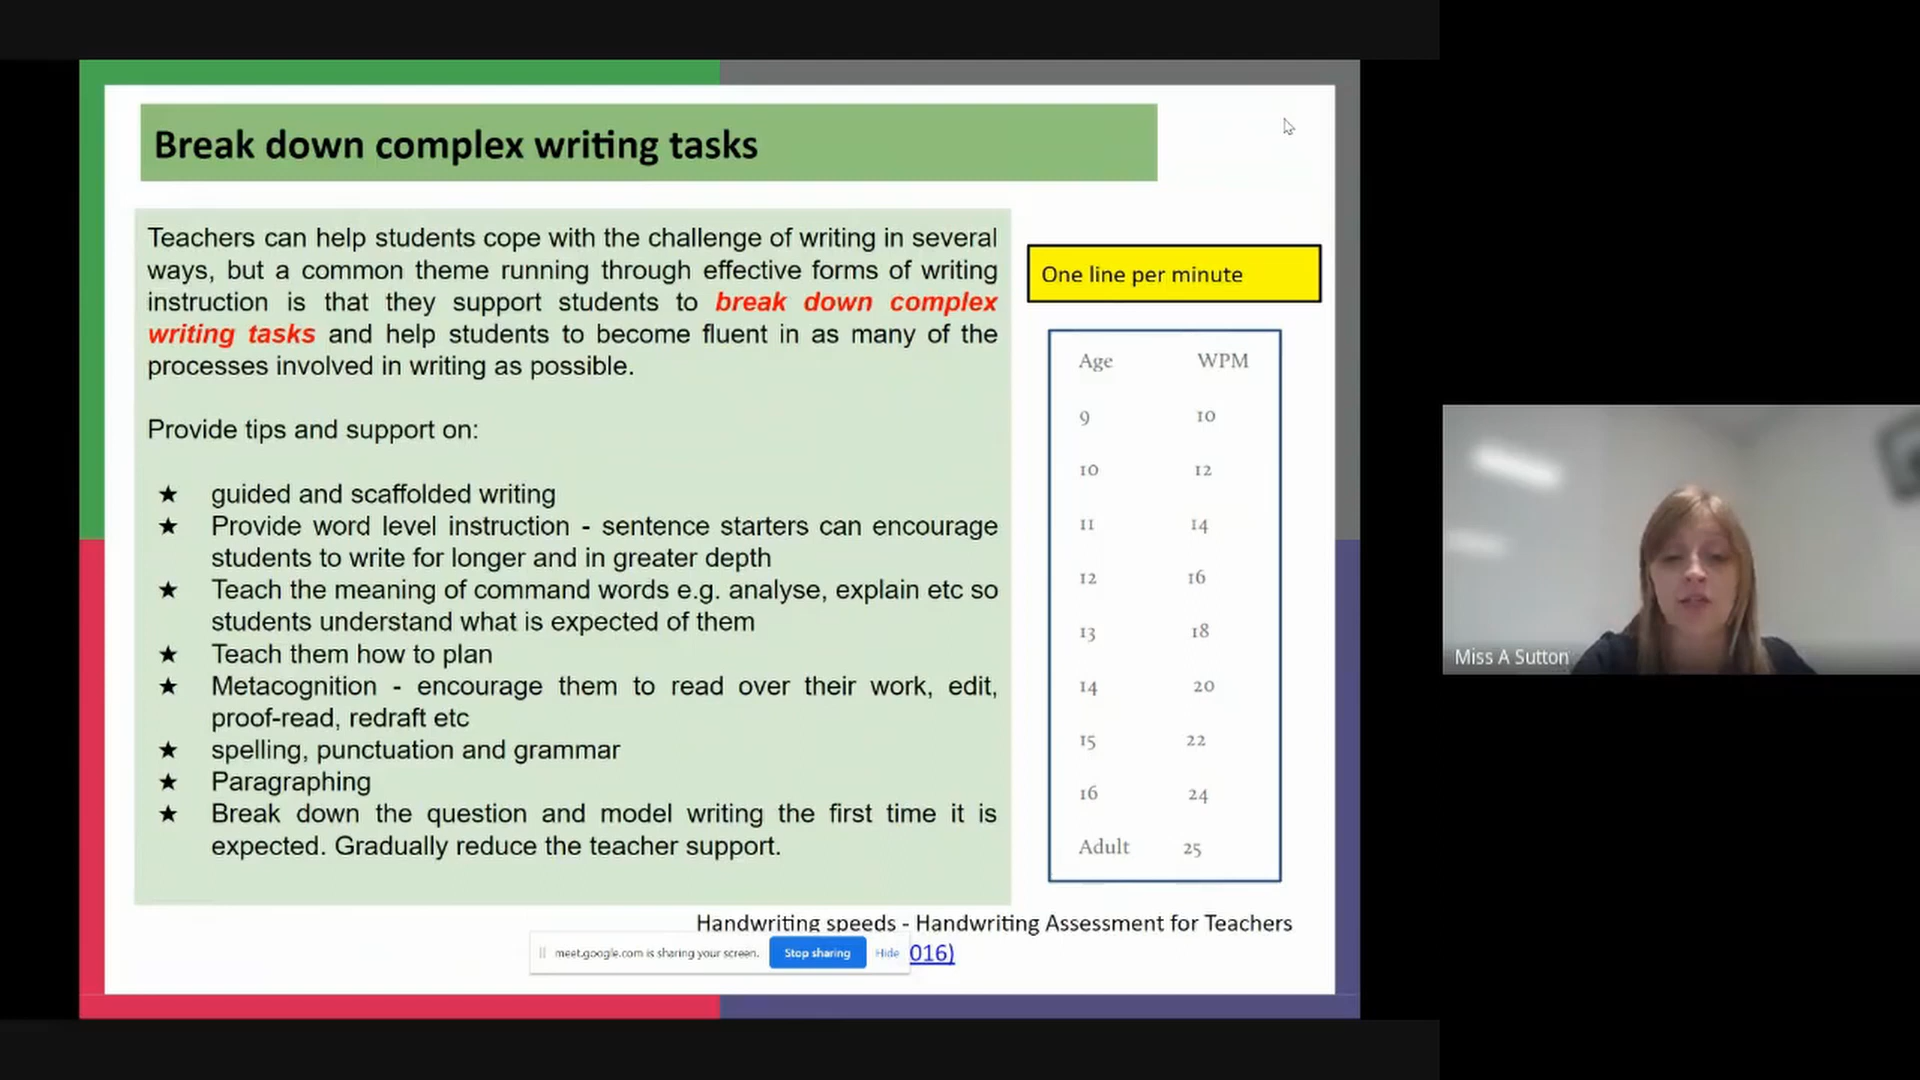 Break down complex writing tasks
Teachers can help students cope with the challenge of writing in several
ways, but a common theme running through effective forms of writing
instruction is that they support students to break down complex
writing tasks and help students to become fluent in as many of the
processes involved in writing as possible.
Provide tips and support on:
★ guided and scaffolded writing
★ Provide word level instruction - sentence starters can encourage
students to write for longer and in greater depth
★ Teach the meaning of command words e.g. analyse, explain etc so
students understand what is expected of them
★ Teach them how to plan
★ Metacognition - encourage them to read over their work, edit,
proof-read, redraft etc
★ spelling, punctuation and grammar
★ Paragraphing
★ Break down the question and model writing the first time it is
expected. Gradually reduce the teacher support.
One line per minute
Age WPM
9 10
10 12
11 14
12 16
13 18
14 20
15 22
16 24
Adult 25
Handwriting speeds - Handwriting Assessment for Teachers
016)
meet.google.com is sharing your screen. Stop sharing Hide
Miss A Sutton